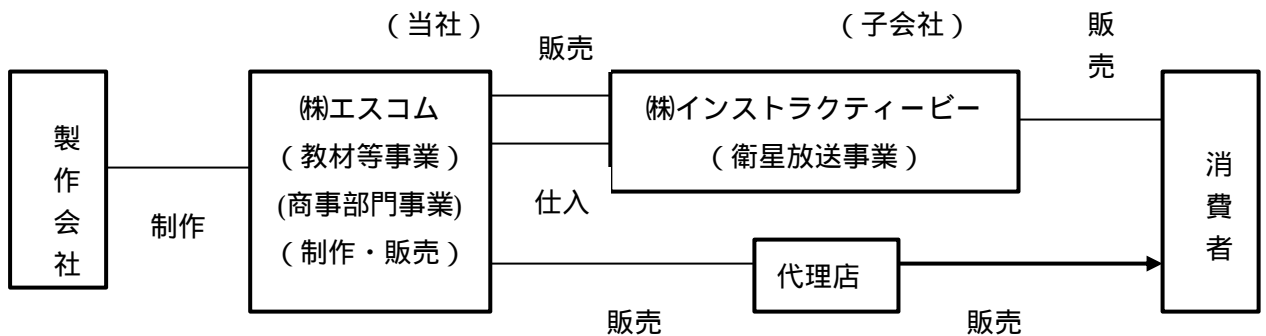 （当社）
（子会社）
販売
販売
製作会社
㈱エスコム
（教材等事業）
(商事部門事業)
（制作・販売）
㈱インストラクティービー
（衛星放送事業）
消費者
制作
仕入
代理店
販売
販売